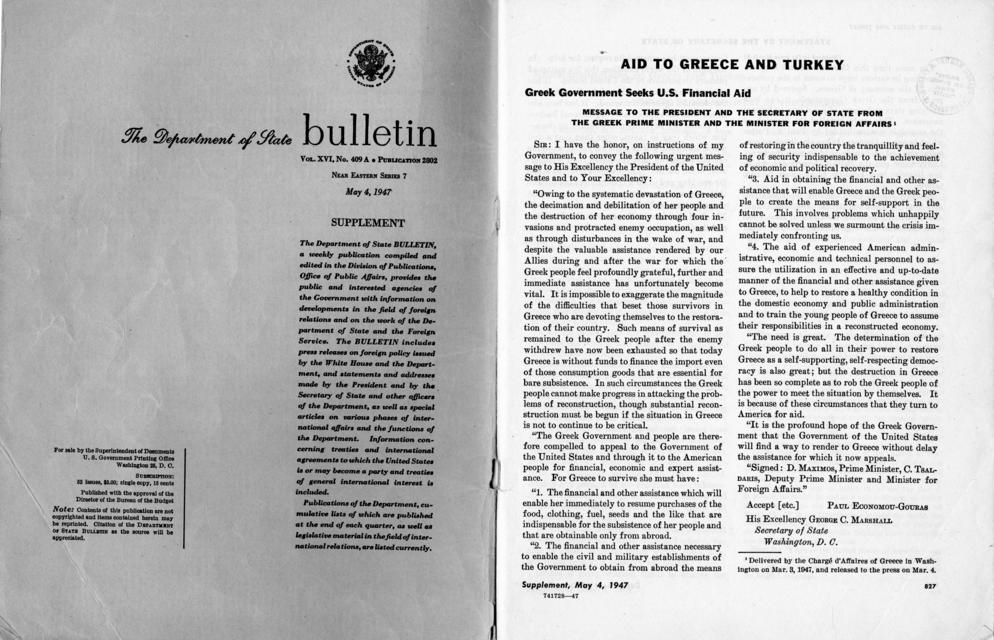 DEPARTMENT OF STATE
UNITED STATES OF AMERICA
The Department of State bulletin
VOL. XVI, NO. 409 A • PUBLICATION 2802
NEAR EASTERN SERIES 7
May 4, 1947
SUPPLEMENT
The Department of State BULLETIN,
a weekly publication compiled and
edited in the Division of Publications,
Office of Public Affairs, provides the
public and interested agencies of
the Government with information on
developments in the field of foreign
relations and on the work of the De-
partment of State and the Foreign
Service. The BULLETIN includes
press releases on foreign policy issued
by the White House and the Depart-
ment, and statements and addresses
made by the President and by the
Secretary of State and other officers
of the Department, as well as special
articles on various phases of inter-
national affairs and the functions of
the Department. Information con-
cerning treaties and international
agreements to which the United States
is or may become a party and treaties
of general international interest is
included.
Publications of the Department, cu-
mulative lists of which are published
at the end of each quarter, as well as
legislative material in the field of inter-
national relations, are listed currently.
For sale by the Superintendent of Documents
U. S. Government Printing Office
Washington 25, D. C.
SUBSCRIPTION:
52 issues, $5.00; single copy, 15 cents
Published with the approval of the
Director of the Bureau of the Budget
Note: Contents of this publication are not
copyrighted and items contained herein may
be reprinted. Citation of the DEPARTMENT
OF STATE BULLETIN as the source will be
appreciated.
AID TO GREECE AND TURKEY
Greek Government Seeks U.S. Financial Aid
MESSAGE TO THE PRESIDENT AND THE SECRETARY OF STATE FROM
THE GREEK PRIME MINISTER AND THE MINISTER FOR FOREIGN AFFAIRS ¹
SIR: I have the honor, on instructions of my
Government, to convey the following urgent mes-
sage to His Excellency the President of the United
States and to Your Excellency:
"Owing to the systematic devastation of Greece,
the decimation and debilitation of her people and
the destruction of her economy through four in-
vasions and protracted enemy occupation, as well
as through disturbances in the wake of war, and
despite the valuable assistance rendered by our
Allies during and after the war for which the
Greek people feel profoundly grateful, further and
immediate assistance has unfortunately become
vital. It is impossible to exaggerate the magnitude
of the difficulties that beset those survivors in
Greece who are devoting themselves to the restora-
tion of their country. Such means of survival as
remained to the Greek people after the enemy
withdrew have now been exhausted so that today
Greece is without funds to finance the import even
of those consumption goods that are essential for
bare subsistence. In such circumstances the Greek
people cannot make progress in attacking the prob-
lems of reconstruction, though substantial recon-
struction must be begun if the situation in Greece
is not to continue to be critical.
"The Greek Government and people are there-
fore compelled to appeal to the Government of the
United States and through it to the American
people for financial, economic and expert assist-
ance. For Greece to survive she must have:
"1. The financial and other assistance which will
enable her immediately to resume purchases of the
food, clothing, fuel, seeds and the like that are
indispensable for the subsistence of her people and
that are obtainable only from abroad.
"2. The financial and other assistance necessary
to enable the civil and military establishments of
the Government to obtain from abroad the means
of restoring in the country the tranquillity and feel-
ing of security indispensable to the achievement
of economic and political recovery.
"3. Aid in obtaining the financial and other as-
sistance that will enable Greece and the Greek peo-
ple to create the means for self-support in the
future. This involves problems which unhappily
cannot be solved unless we surmount the crisis im-
mediately confronting us.
"4. The aid of experienced American admin-
istrative, economic and technical personnel to as-
sure the utilization in an effective and up-to-date
manner of the financial and other assistance given
to Greece, to help to restore a healthy condition in
the domestic economy and public administration
and to train the young people of Greece to assume
their responsibilities in a reconstructed economy.
"The need is great. The determination of the
Greek people to do all in their power to restore
Greece as a self-supporting, self-respecting democ-
racy is also great; but the destruction in Greece
has been so complete as to rob the Greek people of
the power to meet the situation by themselves. It
is because of these circumstances that they turn to
America for aid.
"It is the profound hope of the Greek Govern-
ment that the Government of the United States
will find a way to render to Greece without delay
the assistance for which it now appeals.
"Signed: D. MAXIMOS, Prime Minister, C. TSAL-
DARIS, Deputy Prime Minister and Minister for
Foreign Affairs."
Accept [etc.] PAUL ECONOMOU-GOURAS
His Excellency GEORGE C. MARSHALL
Secretary of State
Washington, D. C.
¹ Delivered by the Chargé d'Affaires of Greece in Wash-
ington on Mar. 3, 1947, and released to the press on Mar. 4.
Supplement, May 4, 1947
827
741728—47